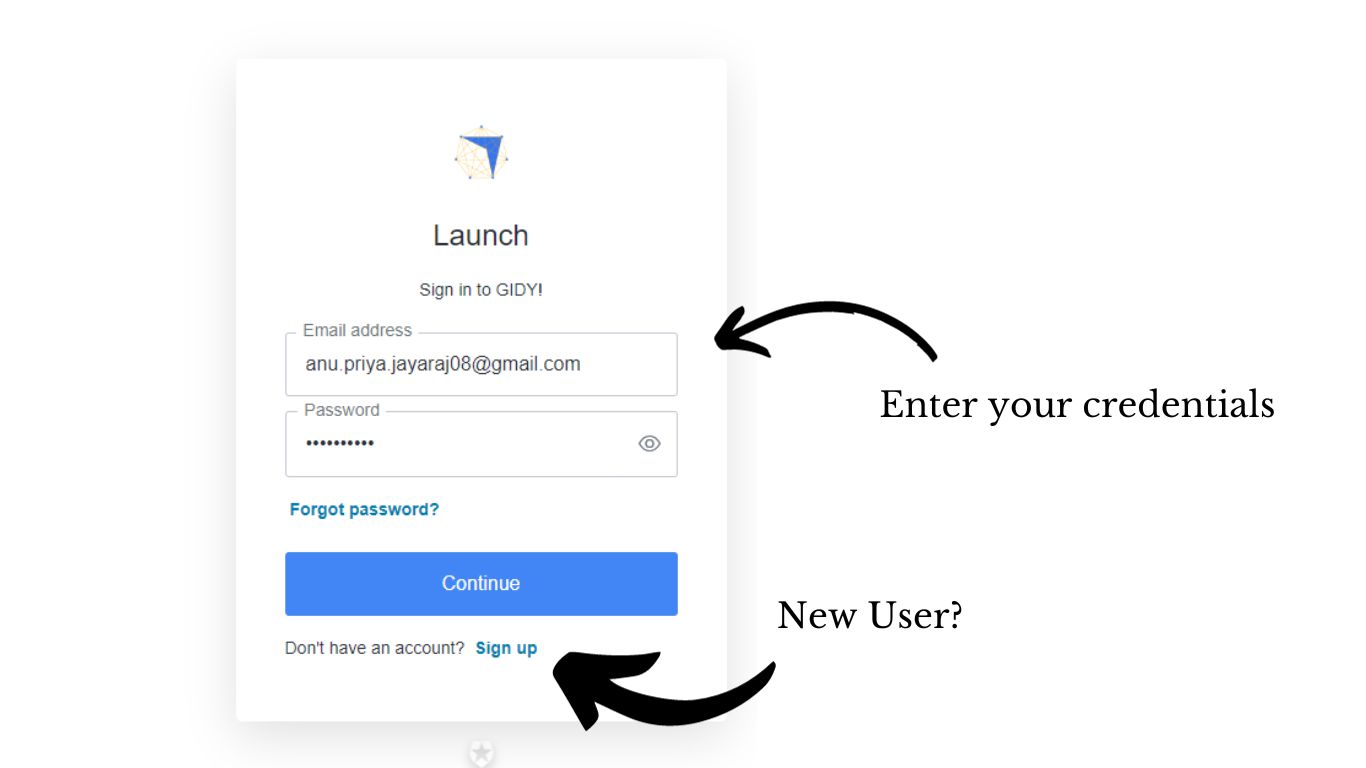 Launch
Sign in to GIDY!
Email address
anu.priya.jayaraj08@gmail.com
Password
••••••••••
Forgot password?
Continue
Don't have an account? Sign up
Enter your credentials
New User?